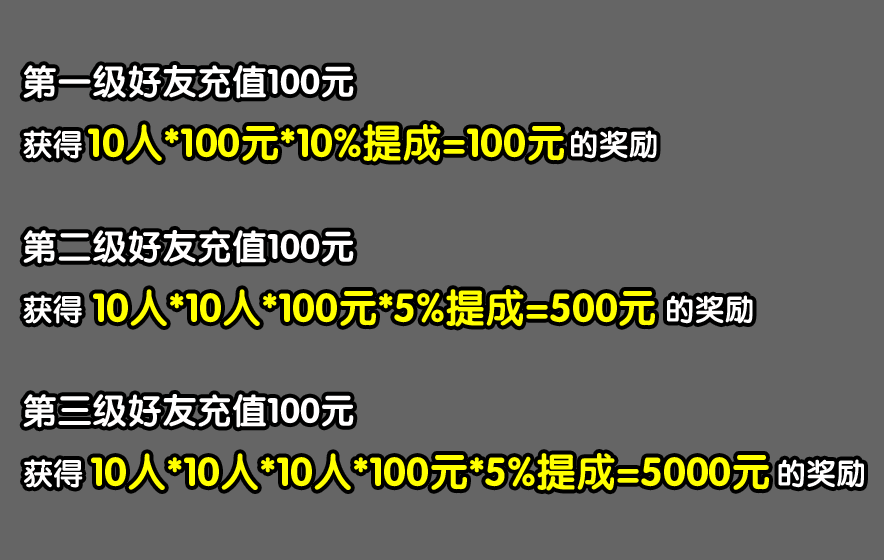 第一级好友充值100元
获得10人*100元*10%提成=100元的奖励
第二级好友充值100元
获得 10人*10人*100元*5%提成=500元 的奖励
第三级好友充值100元
获得 10人*10人*10人*100元*5%提成=5000元 的奖励